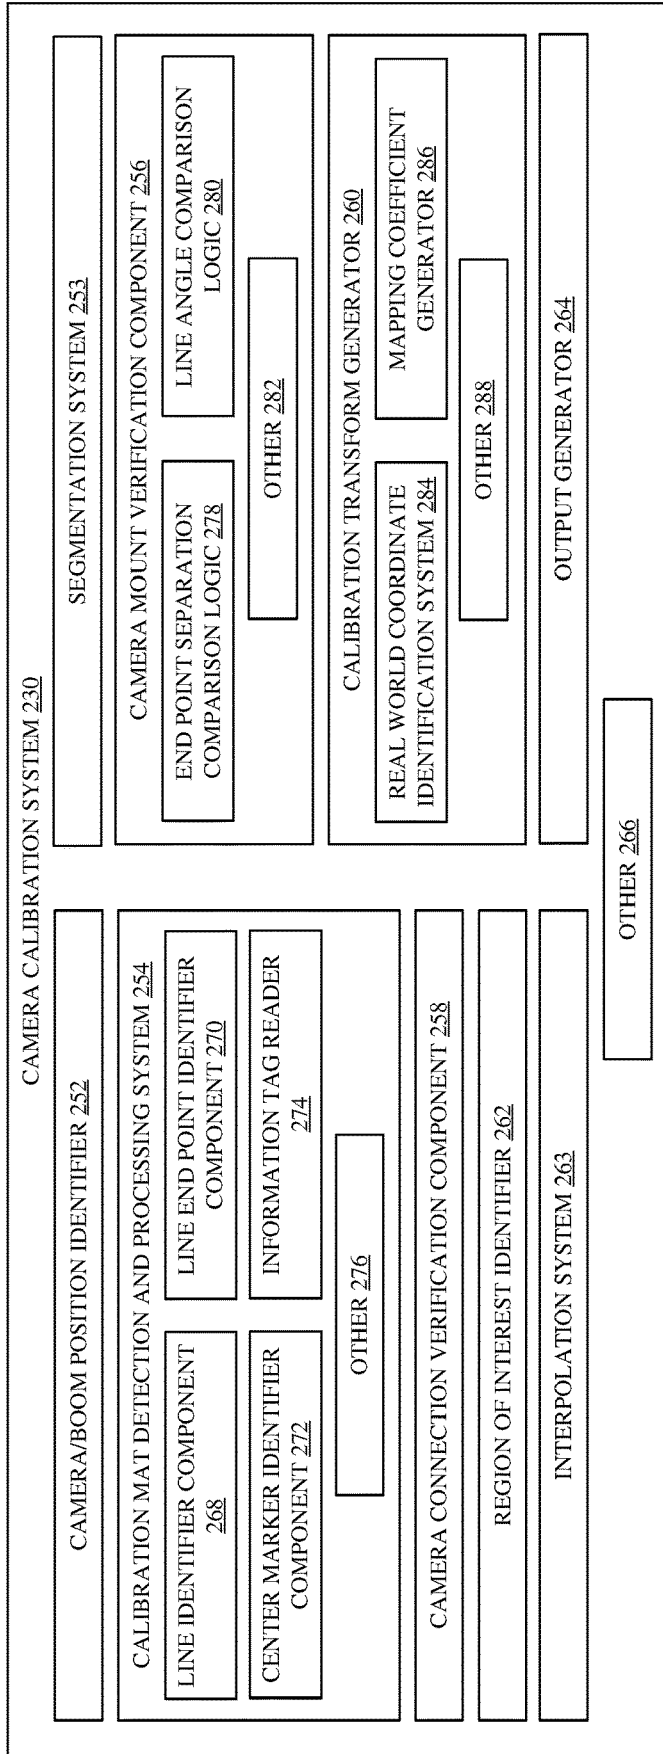 CAMERA CALIBRATION SYSTEM 230
CAMERA/BOOM POSITION IDENTIFIER 252
CALIBRATION MAT DETECTION AND PROCESSING SYSTEM 254
LINE IDENTIFIER COMPONENT
268
LINE END POINT IDENTIFIER
COMPONENT 270
CENTER MARKER IDENTIFIER
COMPONENT 272
INFORMATION TAG READER
274
OTHER 276
CAMERA CONNECTION VERIFICATION COMPONENT 258
REGION OF INTEREST IDENTIFIER 262
INTERPOLATION SYSTEM 263
SEGMENTATION SYSTEM 253
CAMERA MOUNT VERIFICATION COMPONENT 256
END POINT SEPARATION
COMPARISON LOGIC 278
LINE ANGLE COMPARISON
LOGIC 280
OTHER 282
CALIBRATION TRANSFORM GENERATOR 260
REAL WORLD COORDINATE
IDENTIFICATION SYSTEM 284
MAPPING COEFFICIENT
GENERATOR 286
OTHER 288
OUTPUT GENERATOR 264
OTHER 266